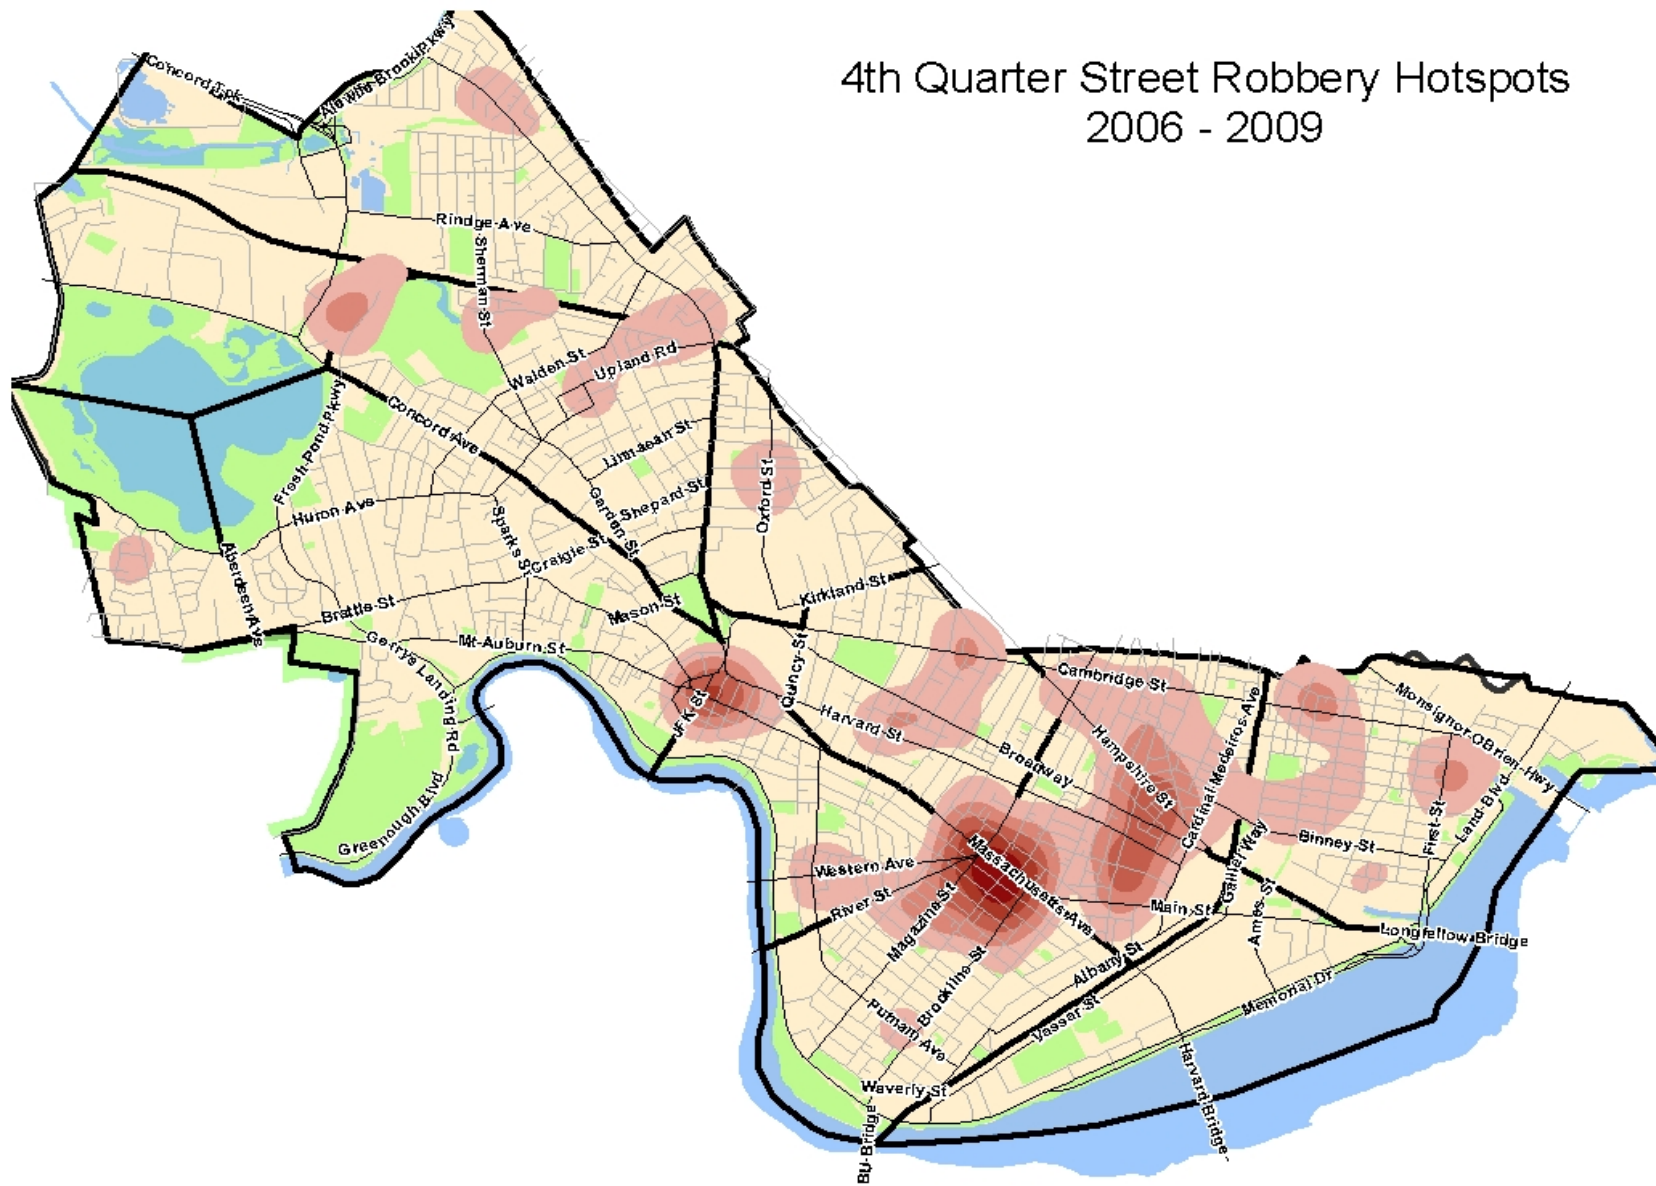 4th Quarter Street Robbery Hotspots
2006 - 2009
Concord Tpk
Alewife Brook Pkwy
Rindge Ave
Sherman St
Walden St
Upland Rd
Concord Ave
Fresh Pond Pkwy
Linnaean St
Huron Ave
Garden St
Shepard St
Oxford St
Sparks St
Craigie St
Aberdeen Ave
Brattle St
Mason St
Kirkland St
Gerrys Landing Rd
Mt Auburn St
Quincy St
JFK St
Harvard St
Cambridge St
Broadway
Hampshire St
Cardinal Medeiros Ave
Monsignor OBrien Hwy
Greenough Blvd
First St
Land Blvd
Binney St
Galilei Way
Massachusetts Ave
Western Ave
River St
Magazine St
Main St
Ames St
Longfellow Bridge
Albany St
Brookline St
Memorial Dr
Vassar St
Putnam Ave
Waverly St
Harvard Bridge
BU Bridge